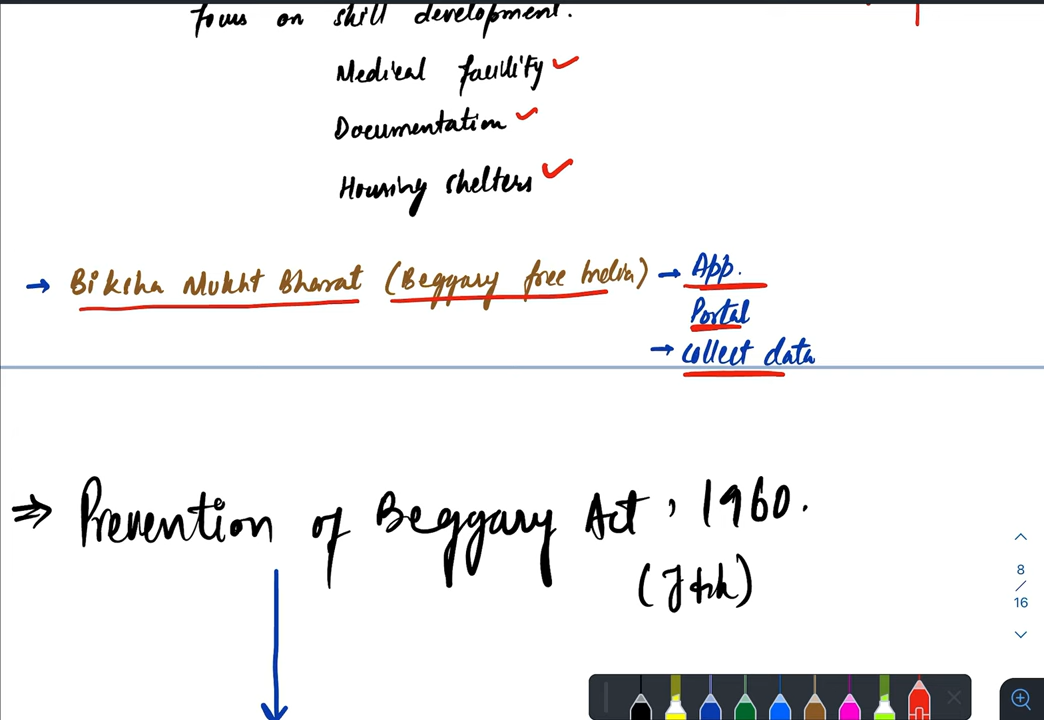 focus on skill development.
Medical facility
Documentation
Housing shelters
→ Biksha Mukht Bharat (Beggary free India) → App.
Portal
→ collect data
⇒ Prevention of Beggary Act, 1960.
(J&k)
8
/
16